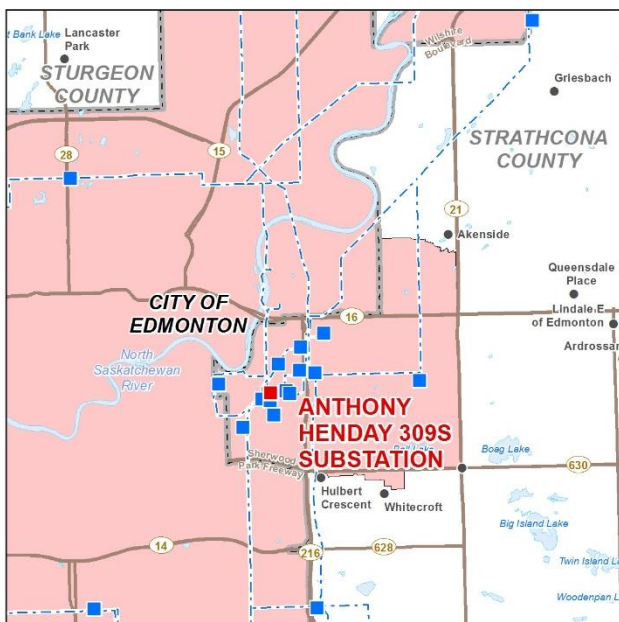 t Bank Lake
Lancaster
Park
STURGEON
COUNTY
Wilshire
Boulevard
Griesbach
STRATHCONA
COUNTY
28
15
21
Akenside
Queensdale
Place
Lindale E
of Edmonton
Ardrossan
CITY OF
EDMONTON
16
North
Saskatchewan
River
ANTHONY
HENDAY 309S
SUBSTATION
Boag Lake
Sherwood
Park Freeway
630
Hulbert
Crescent
Whitecroft
Big Island Lake
14
216
628
Twin Island Lake
Woodenpan L